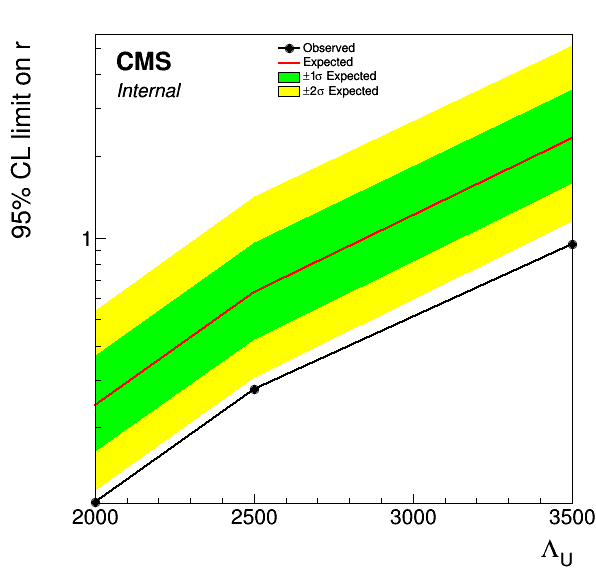 CMS
Internal
Observed
Expected
±1σ Expected
±2σ Expected
95% CL limit on r
1
2000 2500 3000 3500
Λ_U